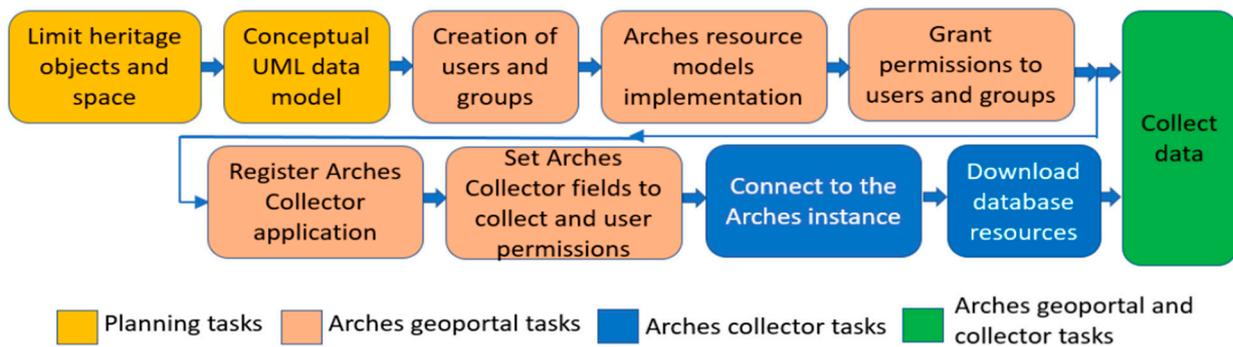 Limit heritage
objects and
space
Conceptual
UML data
model
Creation of
users and
groups
Arches resource
models
implementation
Grant
permissions to
users and groups
Collect
data
Register Arches
Collector
application
Set Arches
Collector fields to
collect and user
permissions
Connect to the
Arches instance
Download
database
resources
Planning tasks
Arches geoportal tasks
Arches collector tasks
Arches geoportal and
collector tasks